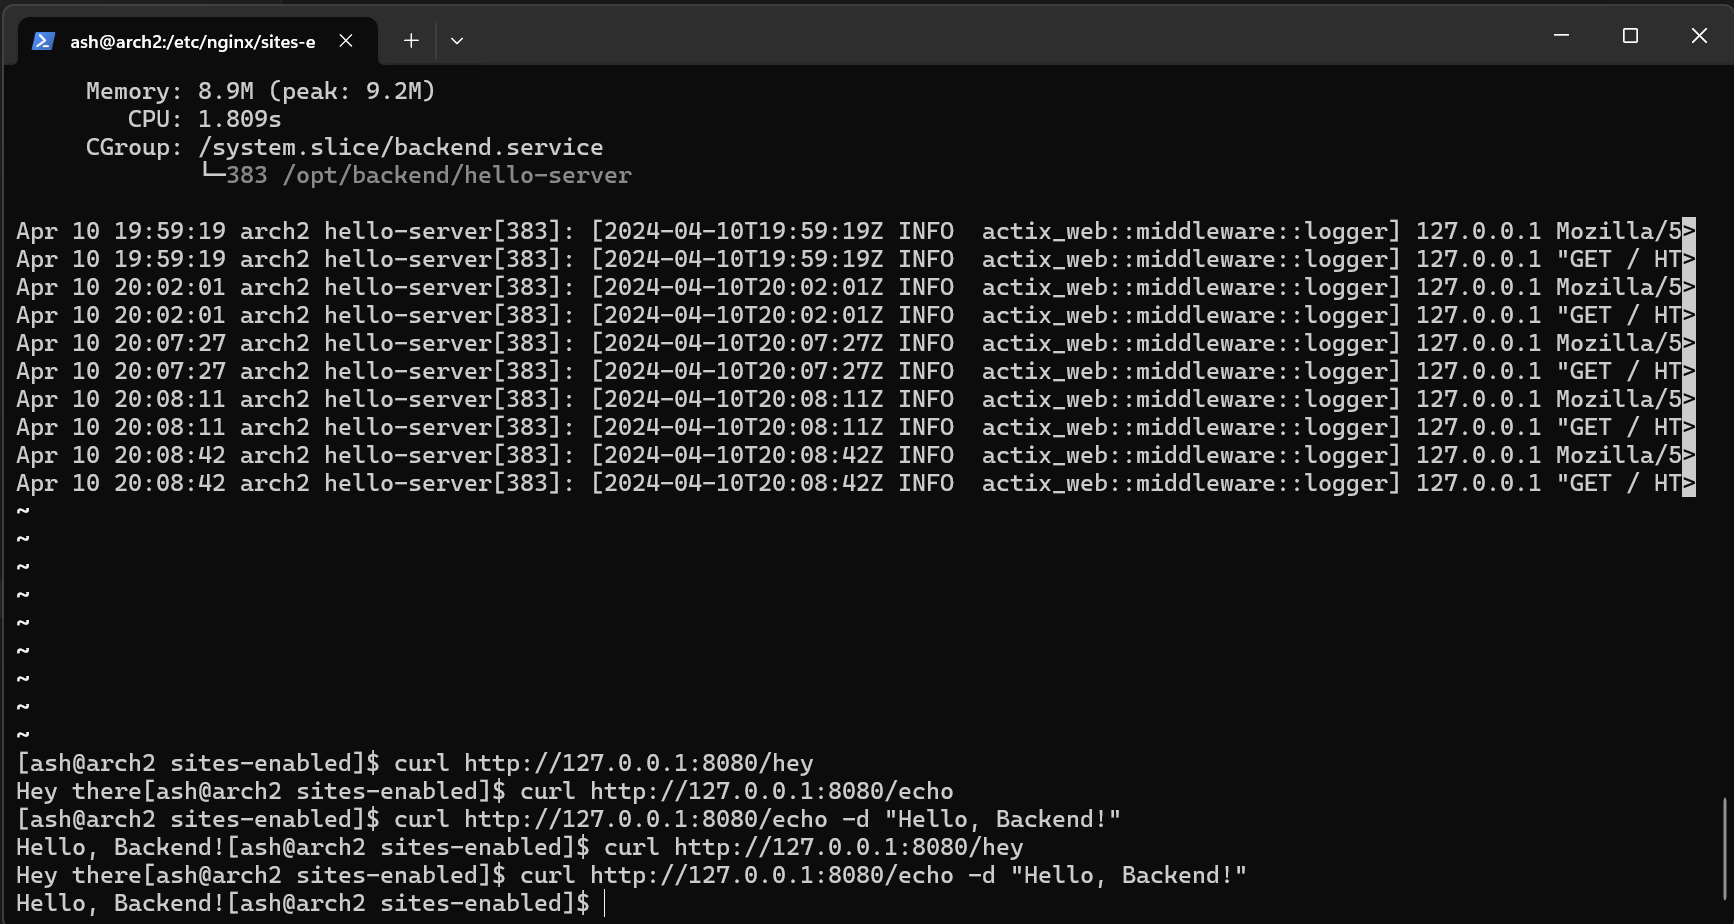 ash@arch2:/etc/nginx/sites-e
Memory: 8.9M (peak: 9.2M)
CPU: 1.809s
CGroup: /system.slice/backend.service
└─383 /opt/backend/hello-server
Apr 10 19:59:19 arch2 hello-server[383]: [2024-04-10T19:59:19Z INFO  actix_web::middleware::logger] 127.0.0.1 Mozilla/5>
Apr 10 19:59:19 arch2 hello-server[383]: [2024-04-10T19:59:19Z INFO  actix_web::middleware::logger] 127.0.0.1 "GET / HT>
Apr 10 20:02:01 arch2 hello-server[383]: [2024-04-10T20:02:01Z INFO  actix_web::middleware::logger] 127.0.0.1 Mozilla/5>
Apr 10 20:02:01 arch2 hello-server[383]: [2024-04-10T20:02:01Z INFO  actix_web::middleware::logger] 127.0.0.1 "GET / HT>
Apr 10 20:07:27 arch2 hello-server[383]: [2024-04-10T20:07:27Z INFO  actix_web::middleware::logger] 127.0.0.1 Mozilla/5>
Apr 10 20:07:27 arch2 hello-server[383]: [2024-04-10T20:07:27Z INFO  actix_web::middleware::logger] 127.0.0.1 "GET / HT>
Apr 10 20:08:11 arch2 hello-server[383]: [2024-04-10T20:08:11Z INFO  actix_web::middleware::logger] 127.0.0.1 Mozilla/5>
Apr 10 20:08:11 arch2 hello-server[383]: [2024-04-10T20:08:11Z INFO  actix_web::middleware::logger] 127.0.0.1 "GET / HT>
Apr 10 20:08:42 arch2 hello-server[383]: [2024-04-10T20:08:42Z INFO  actix_web::middleware::logger] 127.0.0.1 Mozilla/5>
Apr 10 20:08:42 arch2 hello-server[383]: [2024-04-10T20:08:42Z INFO  actix_web::middleware::logger] 127.0.0.1 "GET / HT>
~
~
~
~
~
~
~
~
~
[ash@arch2 sites-enabled]$ curl http://127.0.0.1:8080/hey
Hey there[ash@arch2 sites-enabled]$ curl http://127.0.0.1:8080/echo
[ash@arch2 sites-enabled]$ curl http://127.0.0.1:8080/echo -d "Hello, Backend!"
Hello, Backend![ash@arch2 sites-enabled]$ curl http://127.0.0.1:8080/hey
Hey there[ash@arch2 sites-enabled]$ curl http://127.0.0.1:8080/echo -d "Hello, Backend!"
Hello, Backend![ash@arch2 sites-enabled]$